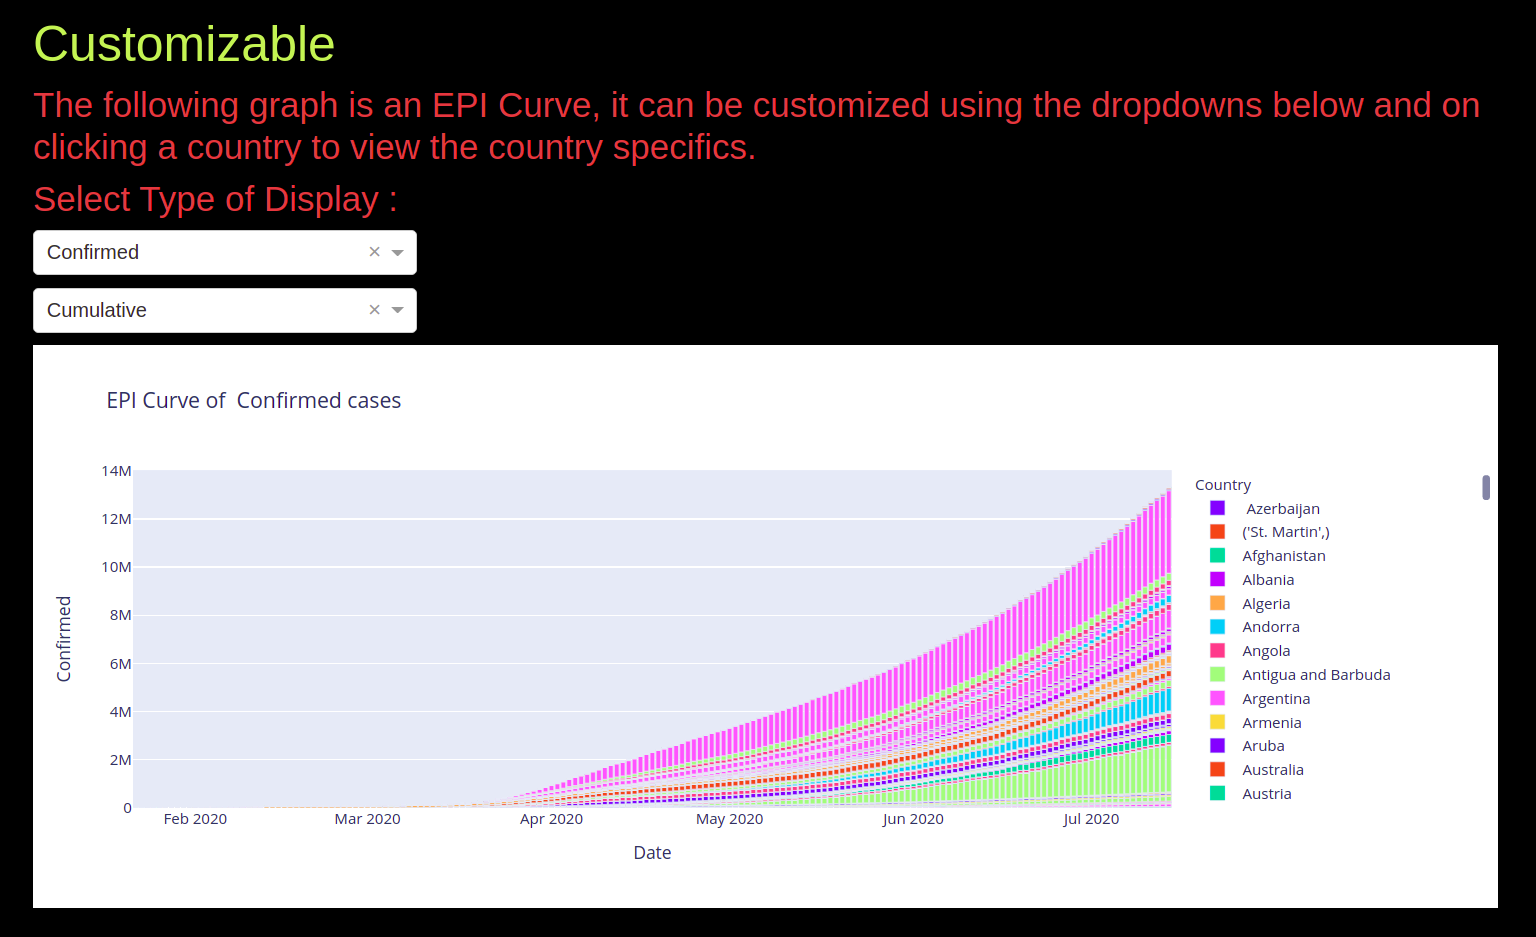 Customizable
The following graph is an EPI Curve, it can be customized using the dropdowns below and on
clicking a country to view the country specifics.
Select Type of Display :
Confirmed
Cumulative
EPI Curve of  Confirmed cases
14M
12M
10M
8M
6M
4M
2M
0
Confirmed
Feb 2020
Mar 2020
Apr 2020
May 2020
Jun 2020
Jul 2020
Date
Country
Azerbaijan
('St. Martin',)
Afghanistan
Albania
Algeria
Andorra
Angola
Antigua and Barbuda
Argentina
Armenia
Aruba
Australia
Austria